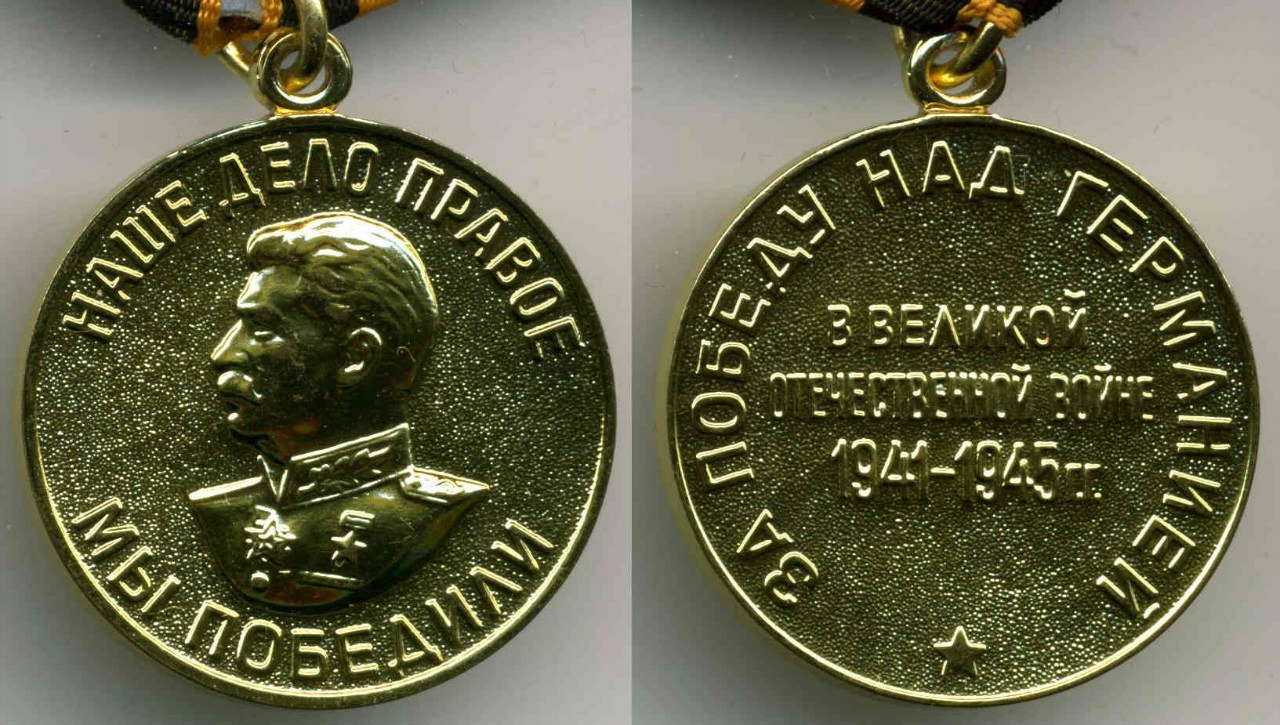 НАШЕ ДЕЛО ПРАВОЕ
МЫ ПОБЕДИЛИ
ЗА ПОБЕДУ НАД ГЕРМАНИЕЙ
В ВЕЛИКОЙ
ОТЕЧЕСТВЕННОЙ ВОЙНЕ
1941-1945 гг.